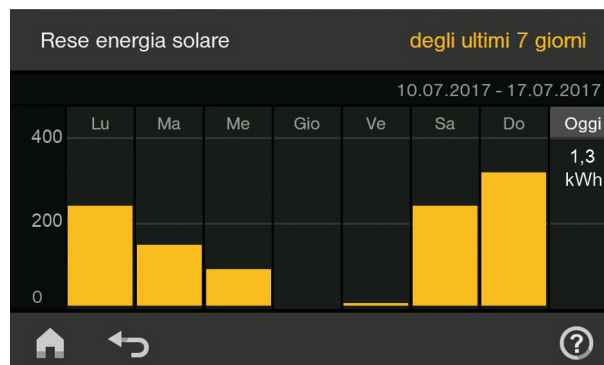 Rese energia solare degli ultimi 7 giorni
10.07.2017 - 17.07.2017
Lu Ma Me Gio Ve Sa Do Oggi
400
1,3
kWh
200
0
?